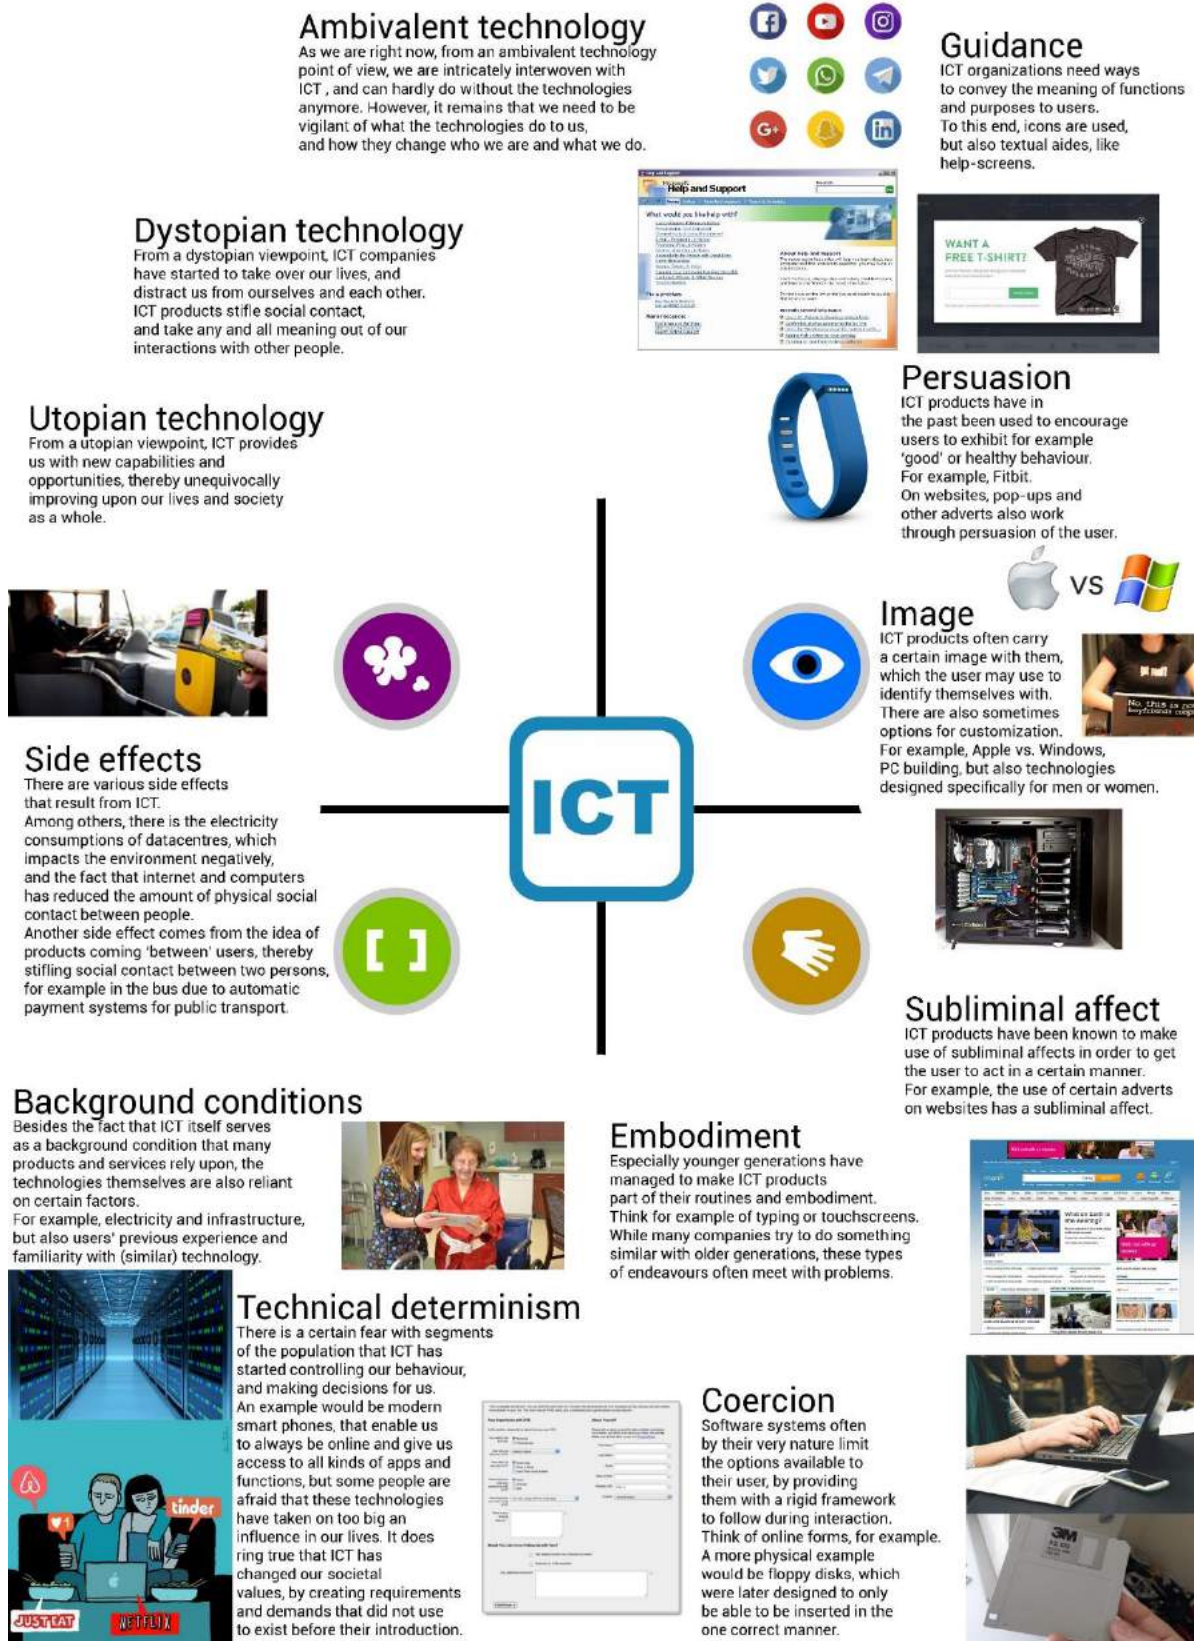 Ambivalent technology
As we are right now, from an ambivalent technology
point of view, we are intricately interwoven with
ICT , and can hardly do without the technologies
anymore. However, it remains that we need to be
vigilant of what the technologies do to us,
and how they change who we are and what we do.
Guidance
ICT organizations need ways
to convey the meaning of functions
and purposes to users.
To this end, icons are used,
but also textual aides, like
help-screens.
G+
in
Help and Support
What would you like help with?
WANT A
FREE T-SHIRT?
Dystopian technology
From a dystopian viewpoint, ICT companies
have started to take over our lives, and
distract us from ourselves and each other.
ICT products stifle social contact,
and take any and all meaning out of our
interactions with other people.
Persuasion
ICT products have in
the past been used to encourage
users to exhibit for example
'good' or healthy behaviour.
For example, Fitbit.
On websites, pop-ups and
other adverts also work
through persuasion of the user.
Utopian technology
From a utopian viewpoint, ICT provides
us with new capabilities and
opportunities, thereby unequivocally
improving upon our lives and society
as a whole.
VS
Image
ICT products often carry
a certain image with them,
which the user may use to
identify themselves with.
There are also sometimes
options for customization.
For example, Apple vs. Windows,
PC building, but also technologies
designed specifically for men or women.
No, this is no
boyfriends comp
ICT
Side effects
There are various side effects
that result from ICT.
Among others, there is the electricity
consumptions of datacentres, which
impacts the environment negatively,
and the fact that internet and computers
has reduced the amount of physical social
contact between people.
Another side effect comes from the idea of
products coming 'between' users, thereby
stifling social contact between two persons,
for example in the bus due to automatic
payment systems for public transport.
[ ]
Subliminal affect
ICT products have been known to make
use of subliminal affects in order to get
the user to act in a certain manner.
For example, the use of certain adverts
on websites has a subliminal affect.
Background conditions
Besides the fact that ICT itself serves
as a background condition that many
products and services rely upon, the
technologies themselves are also reliant
on certain factors.
For example, electricity and infrastructure,
but also users' previous experience and
familiarity with (similar) technology.
Embodiment
Especially younger generations have
managed to make ICT products
part of their routines and embodiment.
Think for example of typing or touchscreens.
While many companies try to do something
similar with older generations, these types
of endeavours often meet with problems.
Technical determinism
There is a certain fear with segments
of the population that ICT has
started controlling our behaviour,
and making decisions for us.
An example would be modern
smart phones, that enable us
to always be online and give us
access to all kinds of apps and
functions, but some people are
afraid that these technologies
have taken on too big an
influence in our lives. It does
ring true that ICT has
changed our societal
values, by creating requirements
and demands that did not use
to exist before their introduction.
1
tinder
JUST EAT
NETFLIX
Coercion
Software systems often
by their very nature limit
the options available to
their user, by providing
them with a rigid framework
to follow during interaction.
Think of online forms, for example.
A more physical example
would be floppy disks, which
were later designed to only
be able to be inserted in the
one correct manner.
3M